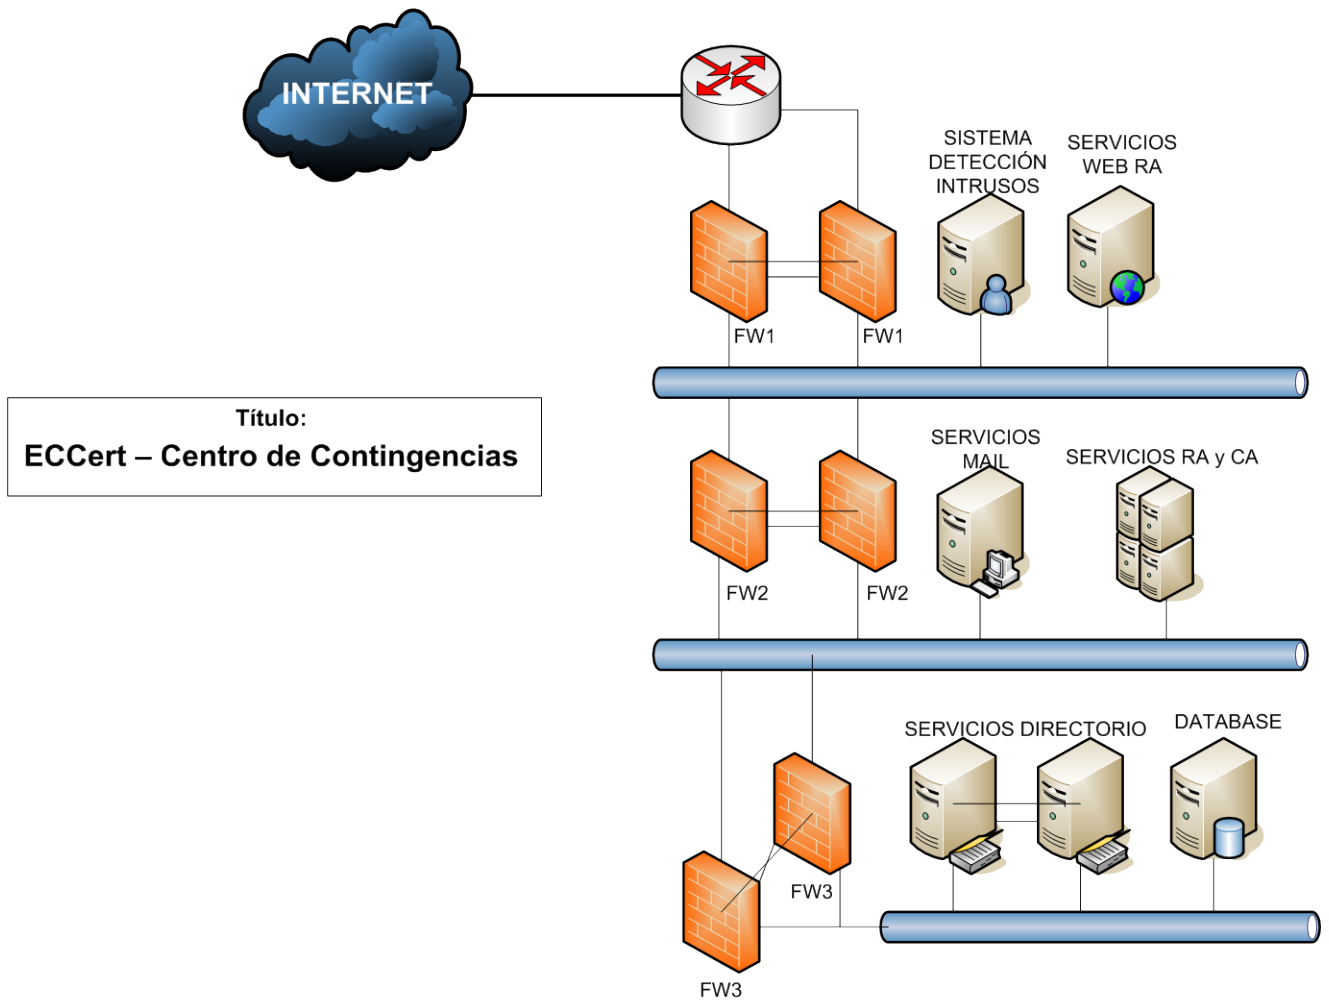 INTERNET
SISTEMA
DETECCIÓN
INTRUSOS
SERVICIOS
WEB RA
FW1
FW1
Título:
ECCert – Centro de Contingencias
SERVICIOS
MAIL
SERVICIOS RA y CA
FW2
FW2
SERVICIOS DIRECTORIO
DATABASE
FW3
FW3